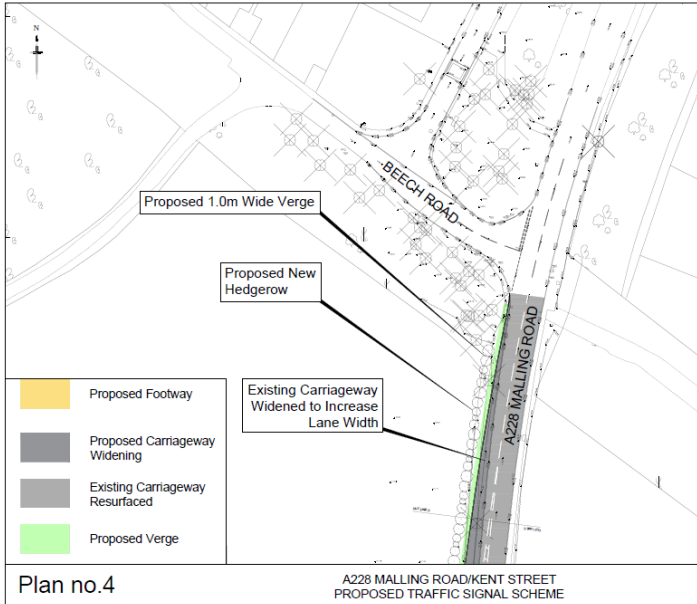 N
BEECH ROAD
Proposed 1.0m Wide Verge
Proposed New
Hedgerow
A228 MALLING ROAD
Existing Carriageway
Widened to Increase
Lane Width
Proposed Footway
Proposed Carriageway
Widening
Existing Carriageway
Resurfaced
Proposed Verge
Plan no.4
A228 MALLING ROAD/KENT STREET
PROPOSED TRAFFIC SIGNAL SCHEME